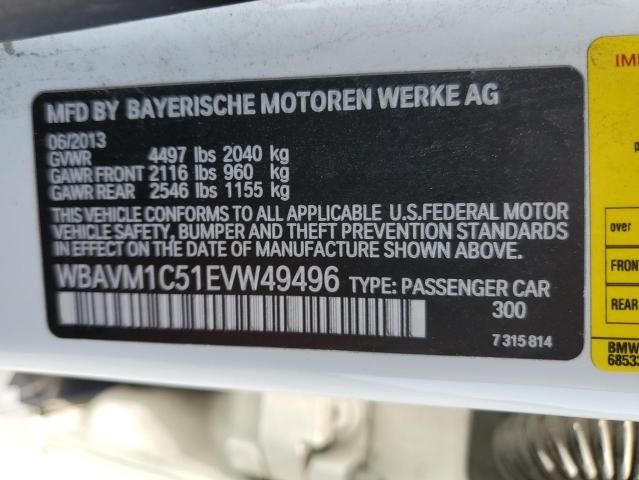 MFD BY BAYERISCHE MOTOREN WERKE AG
06/2013
GVWR 4497 lbs 2040 kg
GAWR FRONT 2116 lbs 960 kg
GAWR REAR 2546 lbs 1155 kg
THIS VEHICLE CONFORMS TO ALL APPLICABLE U.S.FEDERAL MOTOR
VEHICLE SAFETY, BUMPER AND THEFT PREVENTION STANDARDS
IN EFFECT ON THE DATE OF MANUFACTURE SHOWN ABOVE.
WBAVM1C51EVW49496 TYPE: PASSENGER CAR
300
7 315 814
over
FRONT
REAR
BMW